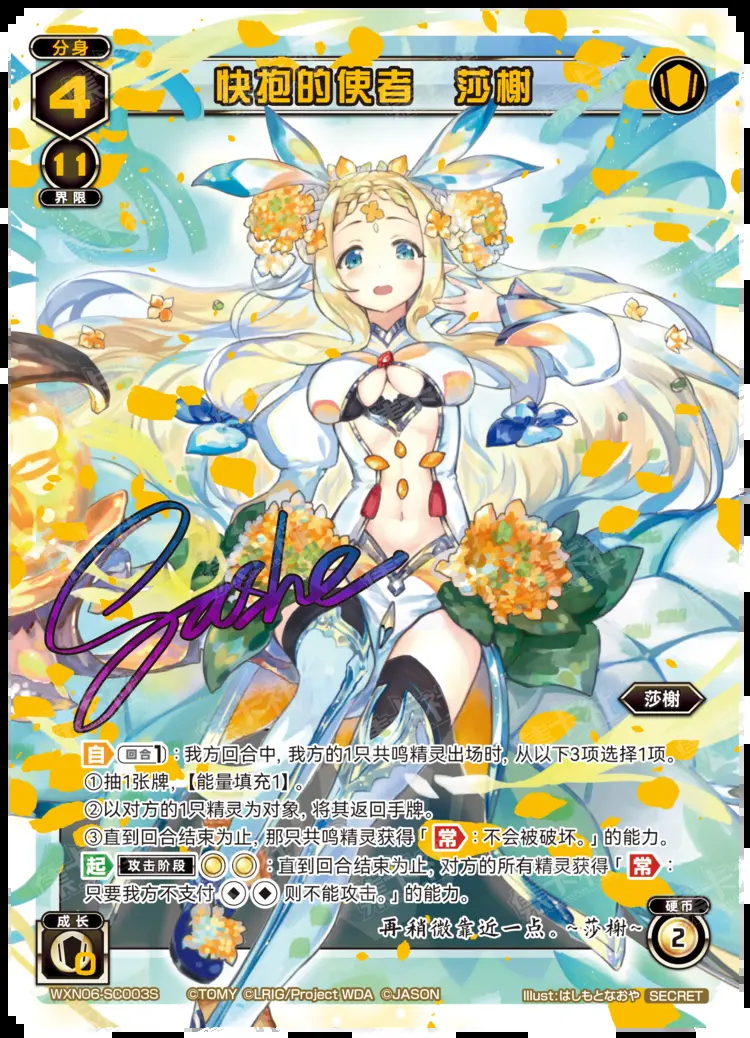 分身
4
快抱的使者　莎榭
11
界限
Sashe
莎榭
自 回合1：我方回合中，我方的1只共鸣精灵出场时，从以下3项选择1项。
①抽1张牌，【能量填充1】。
②以对方的1只精灵为对象，将其返回手牌。
③直到回合结束为止，那只共鸣精灵获得「常：不会被破坏。」的能力。
起 攻击阶段：直到回合结束为止，对方的所有精灵获得「常：
只要我方不支付◆◆则不能攻击。」的能力。
再稍微靠近一点。~莎榭~
成长
0
硬币
2
WXN06-SC003S ©TOMY ©LRIG/Project WDA ©JASON
Illust:はしもとなおや SECRET